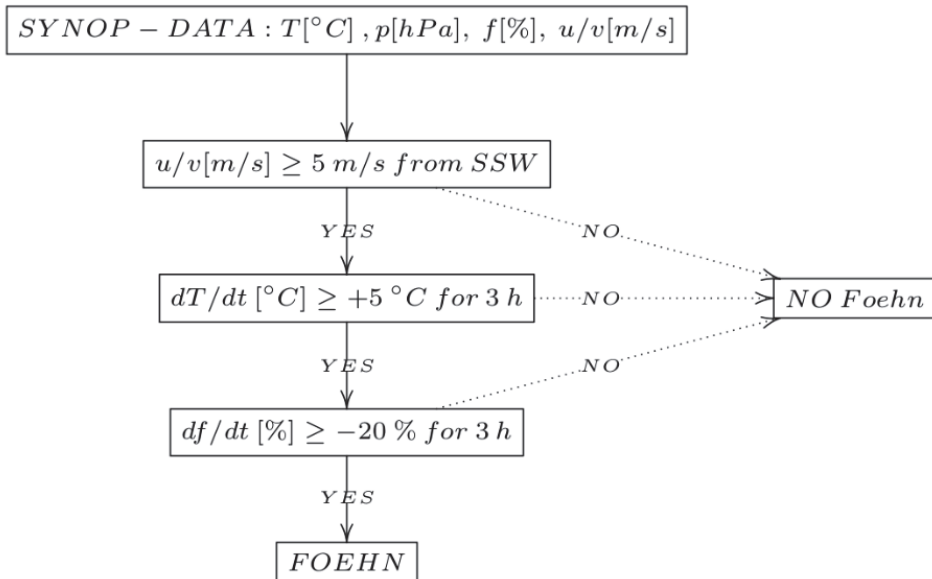 SYNOP − DATA : T[°C] , p[hPa], f[%], u/v[m/s]
u/v[m/s] ≥ 5 m/s from SSW
YES
NO
dT/dt [°C] ≥ +5 °C for 3 h
NO
NO Foehn
YES
NO
df/dt [%] ≥ −20 % for 3 h
YES
FOEHN